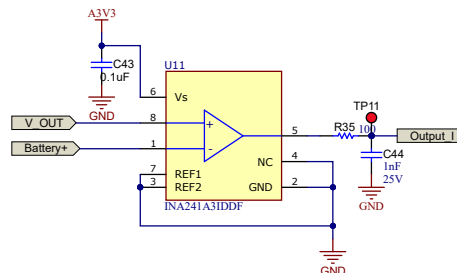 A3V3
C43
0.1uF
GND
U11
6
Vs
V_OUT
8
+
Battery+
1
-
7
REF1
3
REF2
5
NC
4
GND
2
INA241A3IDDF
R35
100
TP11
Output_I
C44
1nF
25V
GND
GND